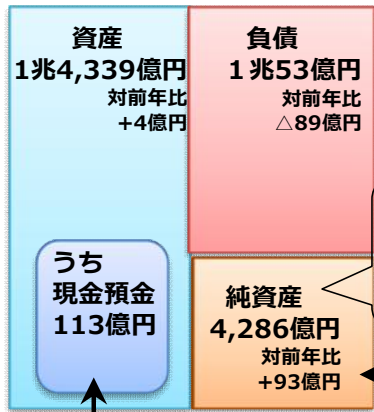 資産
1兆4,339億円
対前年比
+4億円
うち
現金預金
113億円
負債
1兆53億円
対前年比
△89億円
純資産
4,286億円
対前年比
+93億円